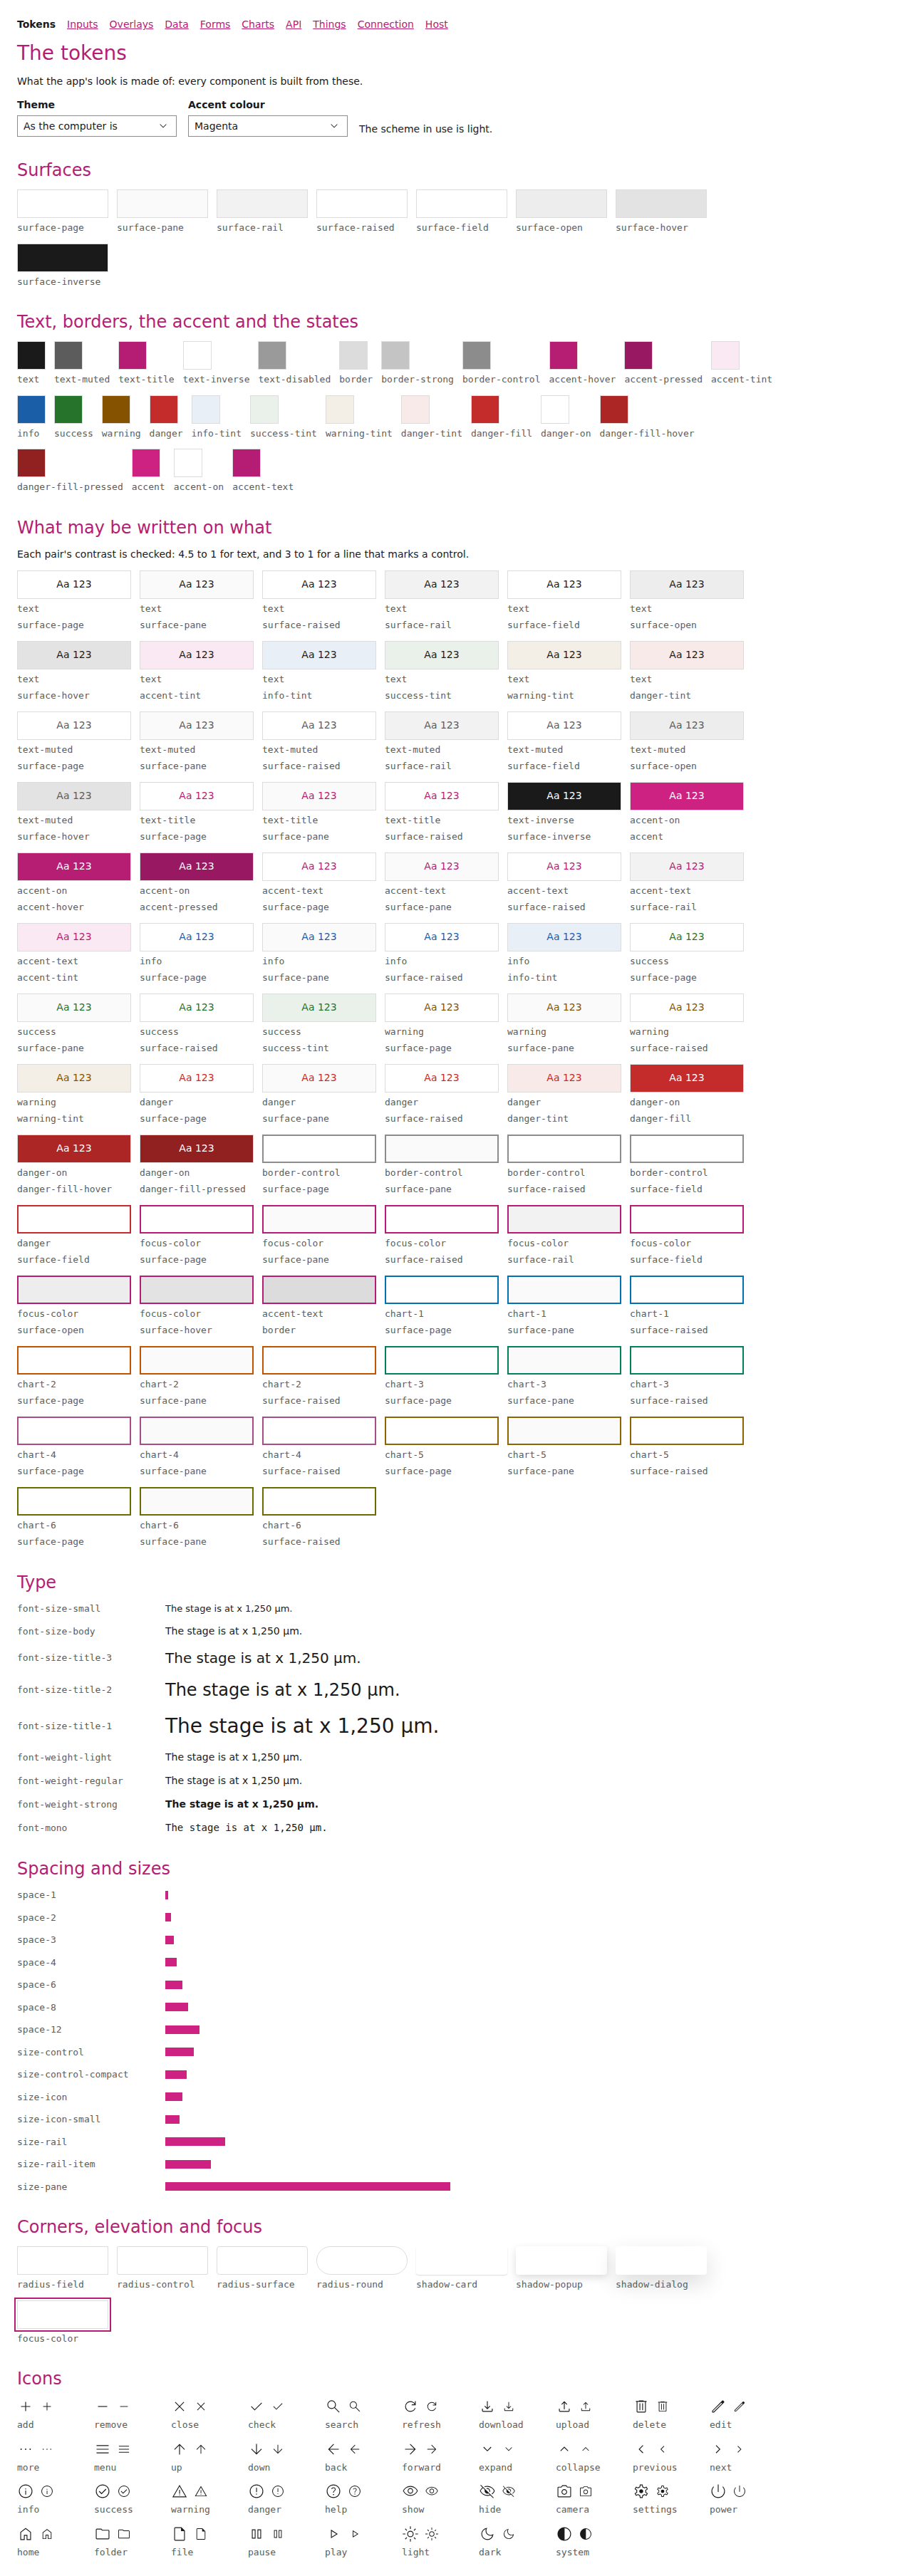 Tokens Inputs Overlays Data Forms Charts API Things Connection Host
The tokens
What the app's look is made of: every component is built from these.
Theme Accent colour
As the computer is Magenta The scheme in use is light.
Surfaces
surface-page surface-pane surface-rail surface-raised surface-field surface-open surface-hover
surface-inverse
Text, borders, the accent and the states
text text-muted text-title text-inverse text-disabled border border-strong border-control accent-hover accent-pressed accent-tint
info success warning danger info-tint success-tint warning-tint danger-tint danger-fill danger-on danger-fill-hover
danger-fill-pressed accent accent-on accent-text
What may be written on what
Each pair's contrast is checked: 4.5 to 1 for text, and 3 to 1 for a line that marks a control.
Aa 123 Aa 123 Aa 123 Aa 123 Aa 123 Aa 123
text text text text text text
surface-page surface-pane surface-raised surface-rail surface-field surface-open
Aa 123 Aa 123 Aa 123 Aa 123 Aa 123 Aa 123
text text text text text text
surface-hover accent-tint info-tint success-tint warning-tint danger-tint
Aa 123 Aa 123 Aa 123 Aa 123 Aa 123 Aa 123
text-muted text-muted text-muted text-muted text-muted text-muted
surface-page surface-pane surface-raised surface-rail surface-field surface-open
Aa 123 Aa 123 Aa 123 Aa 123 Aa 123 Aa 123
text-muted text-title text-title text-title text-inverse accent-on
surface-hover surface-page surface-pane surface-raised surface-inverse accent
Aa 123 Aa 123 Aa 123 Aa 123 Aa 123 Aa 123
accent-on accent-on accent-text accent-text accent-text accent-text
accent-hover accent-pressed surface-page surface-pane surface-raised surface-rail
Aa 123 Aa 123 Aa 123 Aa 123 Aa 123 Aa 123
accent-text info info info info success
accent-tint surface-page surface-pane surface-raised info-tint surface-page
Aa 123 Aa 123 Aa 123 Aa 123 Aa 123 Aa 123
success success success warning warning warning
surface-pane surface-raised success-tint surface-page surface-pane surface-raised
Aa 123 Aa 123 Aa 123 Aa 123 Aa 123 Aa 123
warning danger danger danger danger danger-on
warning-tint surface-page surface-pane surface-raised danger-tint danger-fill
Aa 123 Aa 123
danger-on danger-on border-control border-control border-control border-control
danger-fill-hover danger-fill-pressed surface-page surface-pane surface-raised surface-field
danger focus-color focus-color focus-color focus-color focus-color
surface-field surface-page surface-pane surface-raised surface-rail surface-field
focus-color focus-color accent-text chart-1 chart-1 chart-1
surface-open surface-hover border surface-page surface-pane surface-raised
chart-2 chart-2 chart-2 chart-3 chart-3 chart-3
surface-page surface-pane surface-raised surface-page surface-pane surface-raised
chart-4 chart-4 chart-4 chart-5 chart-5 chart-5
surface-page surface-pane surface-raised surface-page surface-pane surface-raised
chart-6 chart-6 chart-6
surface-page surface-pane surface-raised
Type
font-size-small The stage is at x 1,250 µm.
font-size-body The stage is at x 1,250 µm.
font-size-title-3 The stage is at x 1,250 µm.
font-size-title-2 The stage is at x 1,250 µm.
font-size-title-1 The stage is at x 1,250 µm.
font-weight-light The stage is at x 1,250 µm.
font-weight-regular The stage is at x 1,250 µm.
font-weight-strong The stage is at x 1,250 µm.
font-mono The stage is at x 1,250 µm.
Spacing and sizes
space-1
space-2
space-3
space-4
space-6
space-8
space-12
size-control
size-control-compact
size-icon
size-icon-small
size-rail
size-rail-item
size-pane
Corners, elevation and focus
radius-field radius-control radius-surface radius-round shadow-card shadow-popup shadow-dialog
focus-color
Icons
add remove close check search refresh download upload delete edit
more menu up down back forward expand collapse previous next
info success warning danger help show hide camera settings power
home folder file pause play light dark system